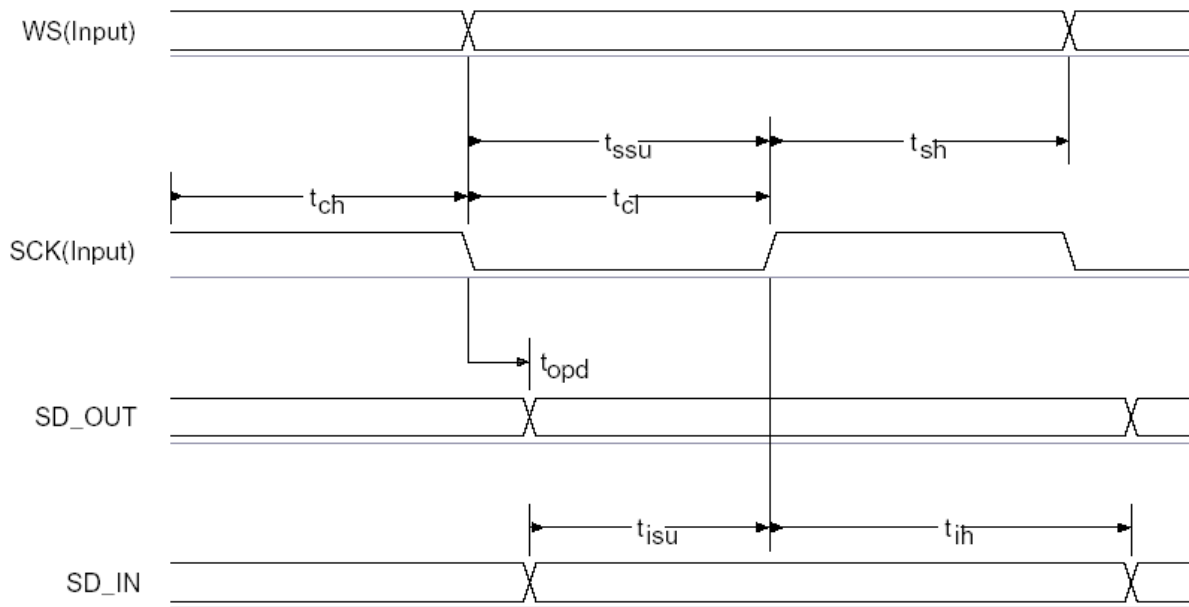 WS(Input)
tssu
tsh
tch
tcl
SCK(Input)
topd
SD_OUT
tisu
tih
SD_IN